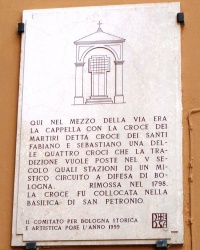 QUI NEL MEZZO DELLA VIA ERA
LA CAPPELLA CON LA CROCE DEI
MARTIRI DETTA CROCE DEI SANTI
FABIANO E SEBASTIANO UNA DEL-
LE QUATTRO CROCI CHE LA TRA-
DIZIONE VUOLE POSTE NEL V SE-
COLO QUALI STAZIONI DI UN MI-
STICO CIRCUITO A DIFESA DI BO-
LOGNA. RIMOSSA NEL 1798.
LA CROCE FU COLLOCATA NELLA
BASILICA DI SAN PETRONIO.
IL COMITATO PER BOLOGNA STORICA
E ARTISTICA POSE L'ANNO 1999